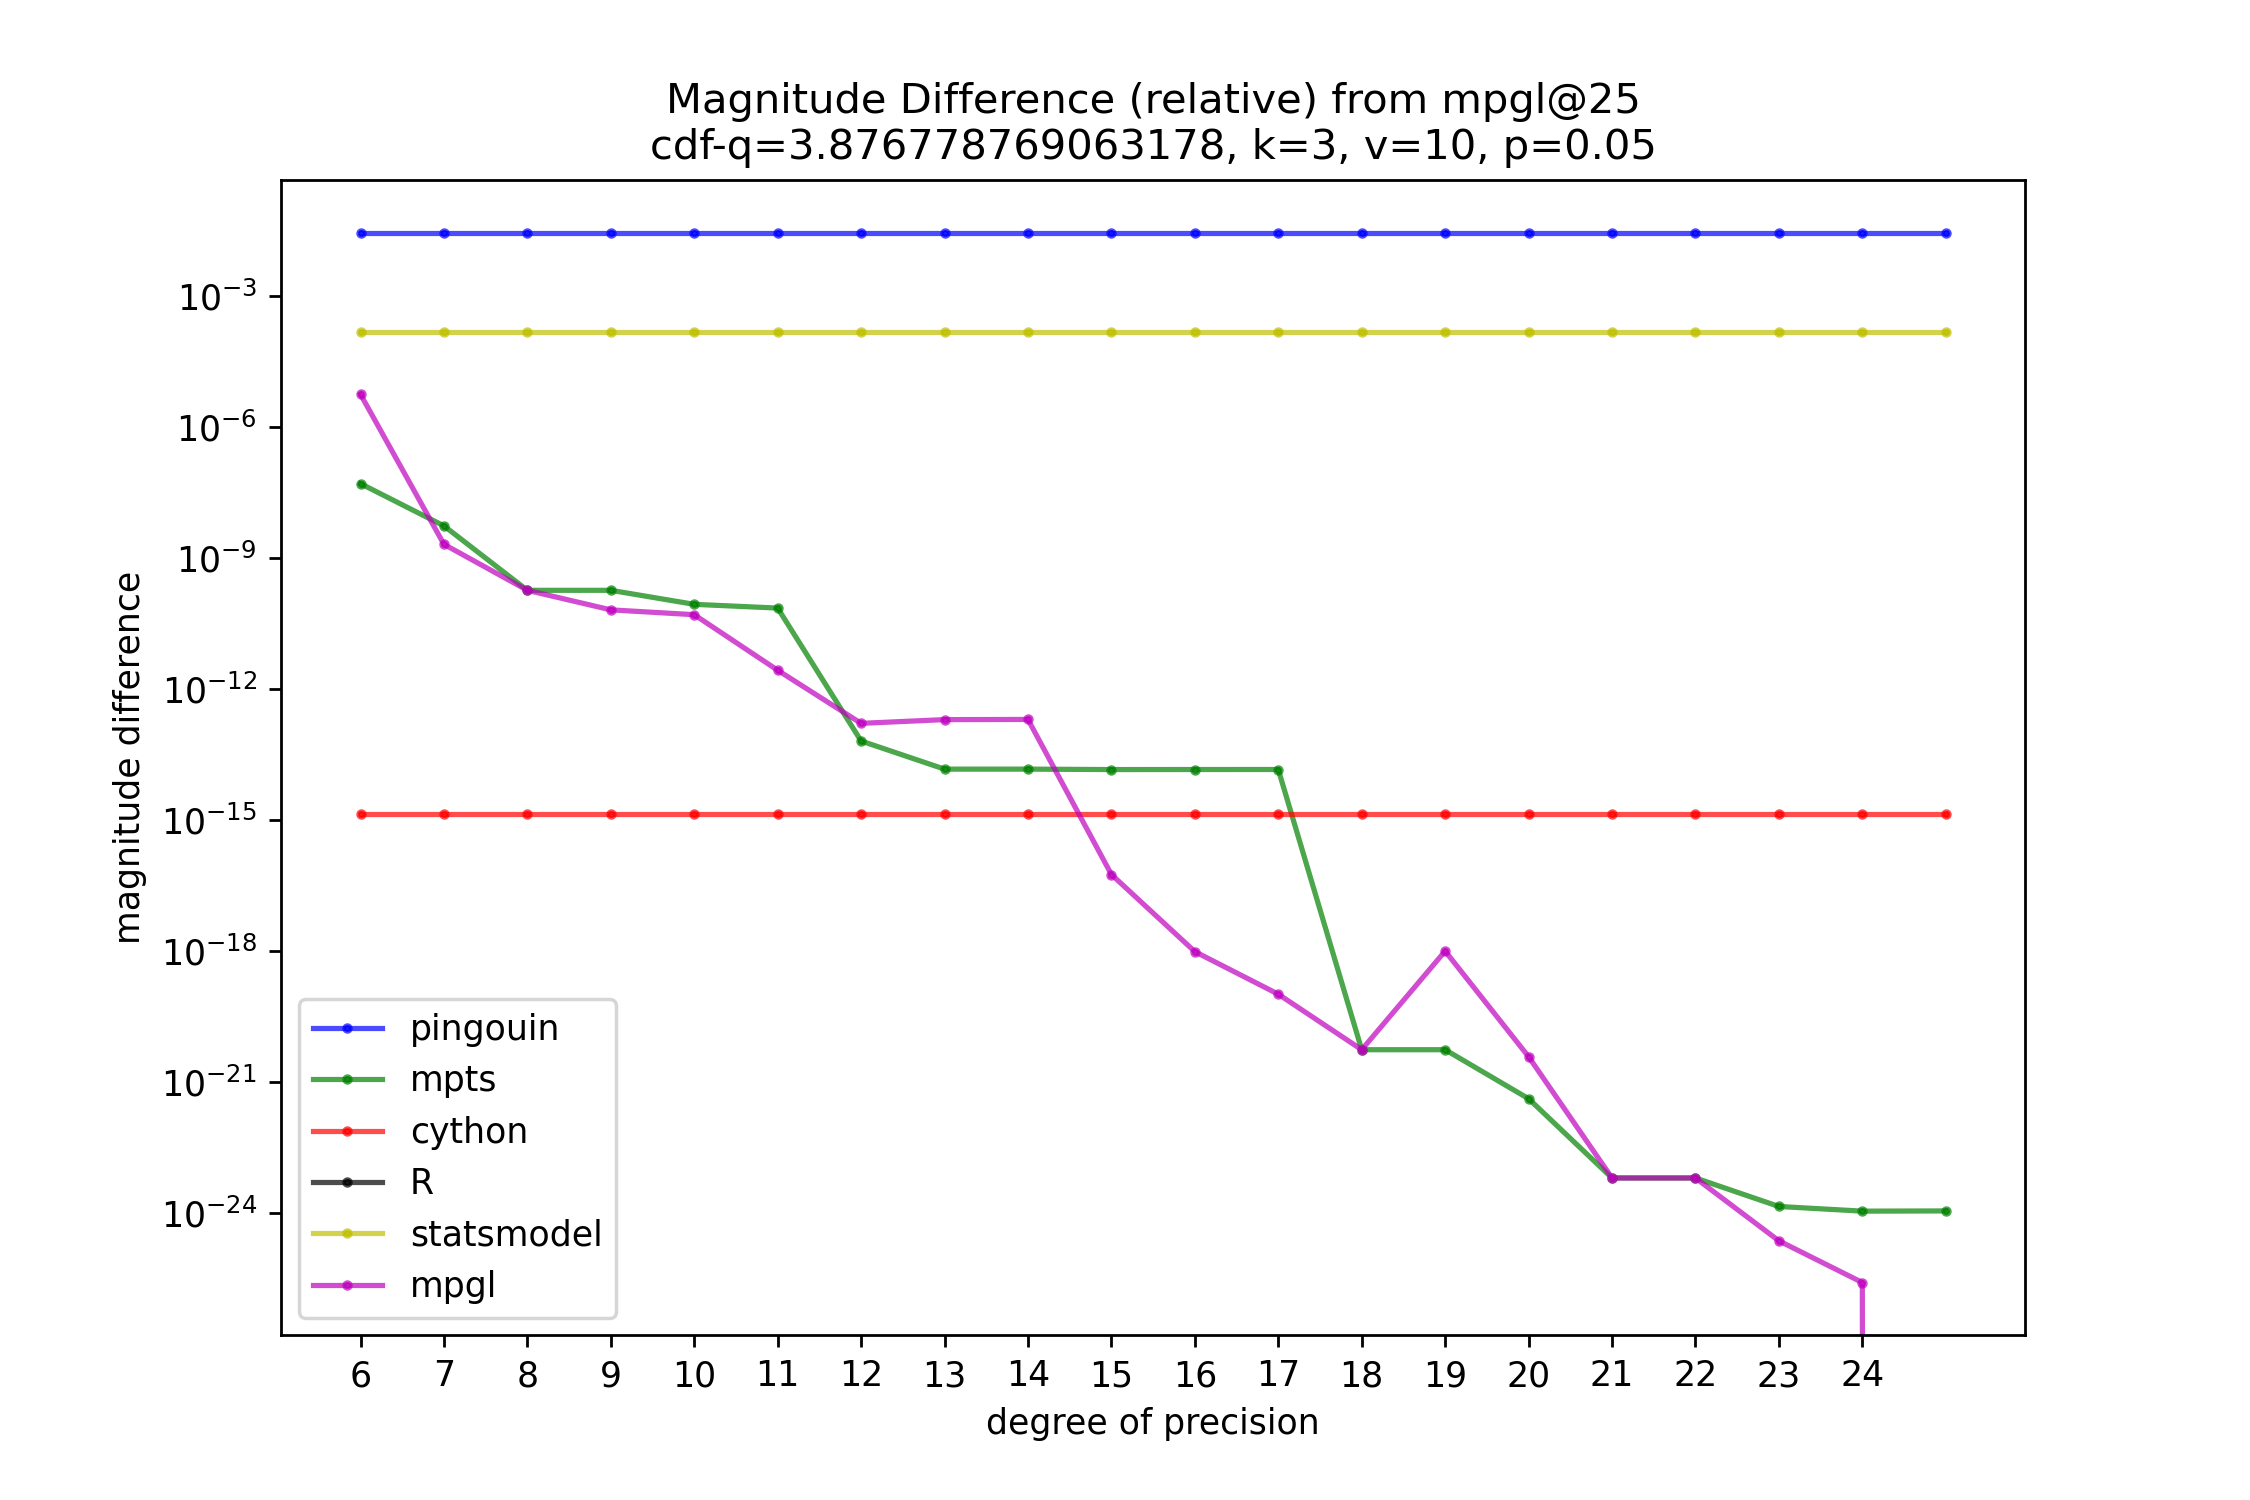 Magnitude Difference (relative) from mpgl@25
cdf-q=3.876778769063178, k=3, v=10, p=0.05
magnitude difference
10⁻³
10⁻⁶
10⁻⁹
10⁻¹²
10⁻¹⁵
10⁻¹⁸
10⁻²¹
10⁻²⁴
pingouin
mpts
cython
R
statsmodel
mpgl
6 7 8 9 10 11 12 13 14 15 16 17 18 19 20 21 22 23 24
degree of precision